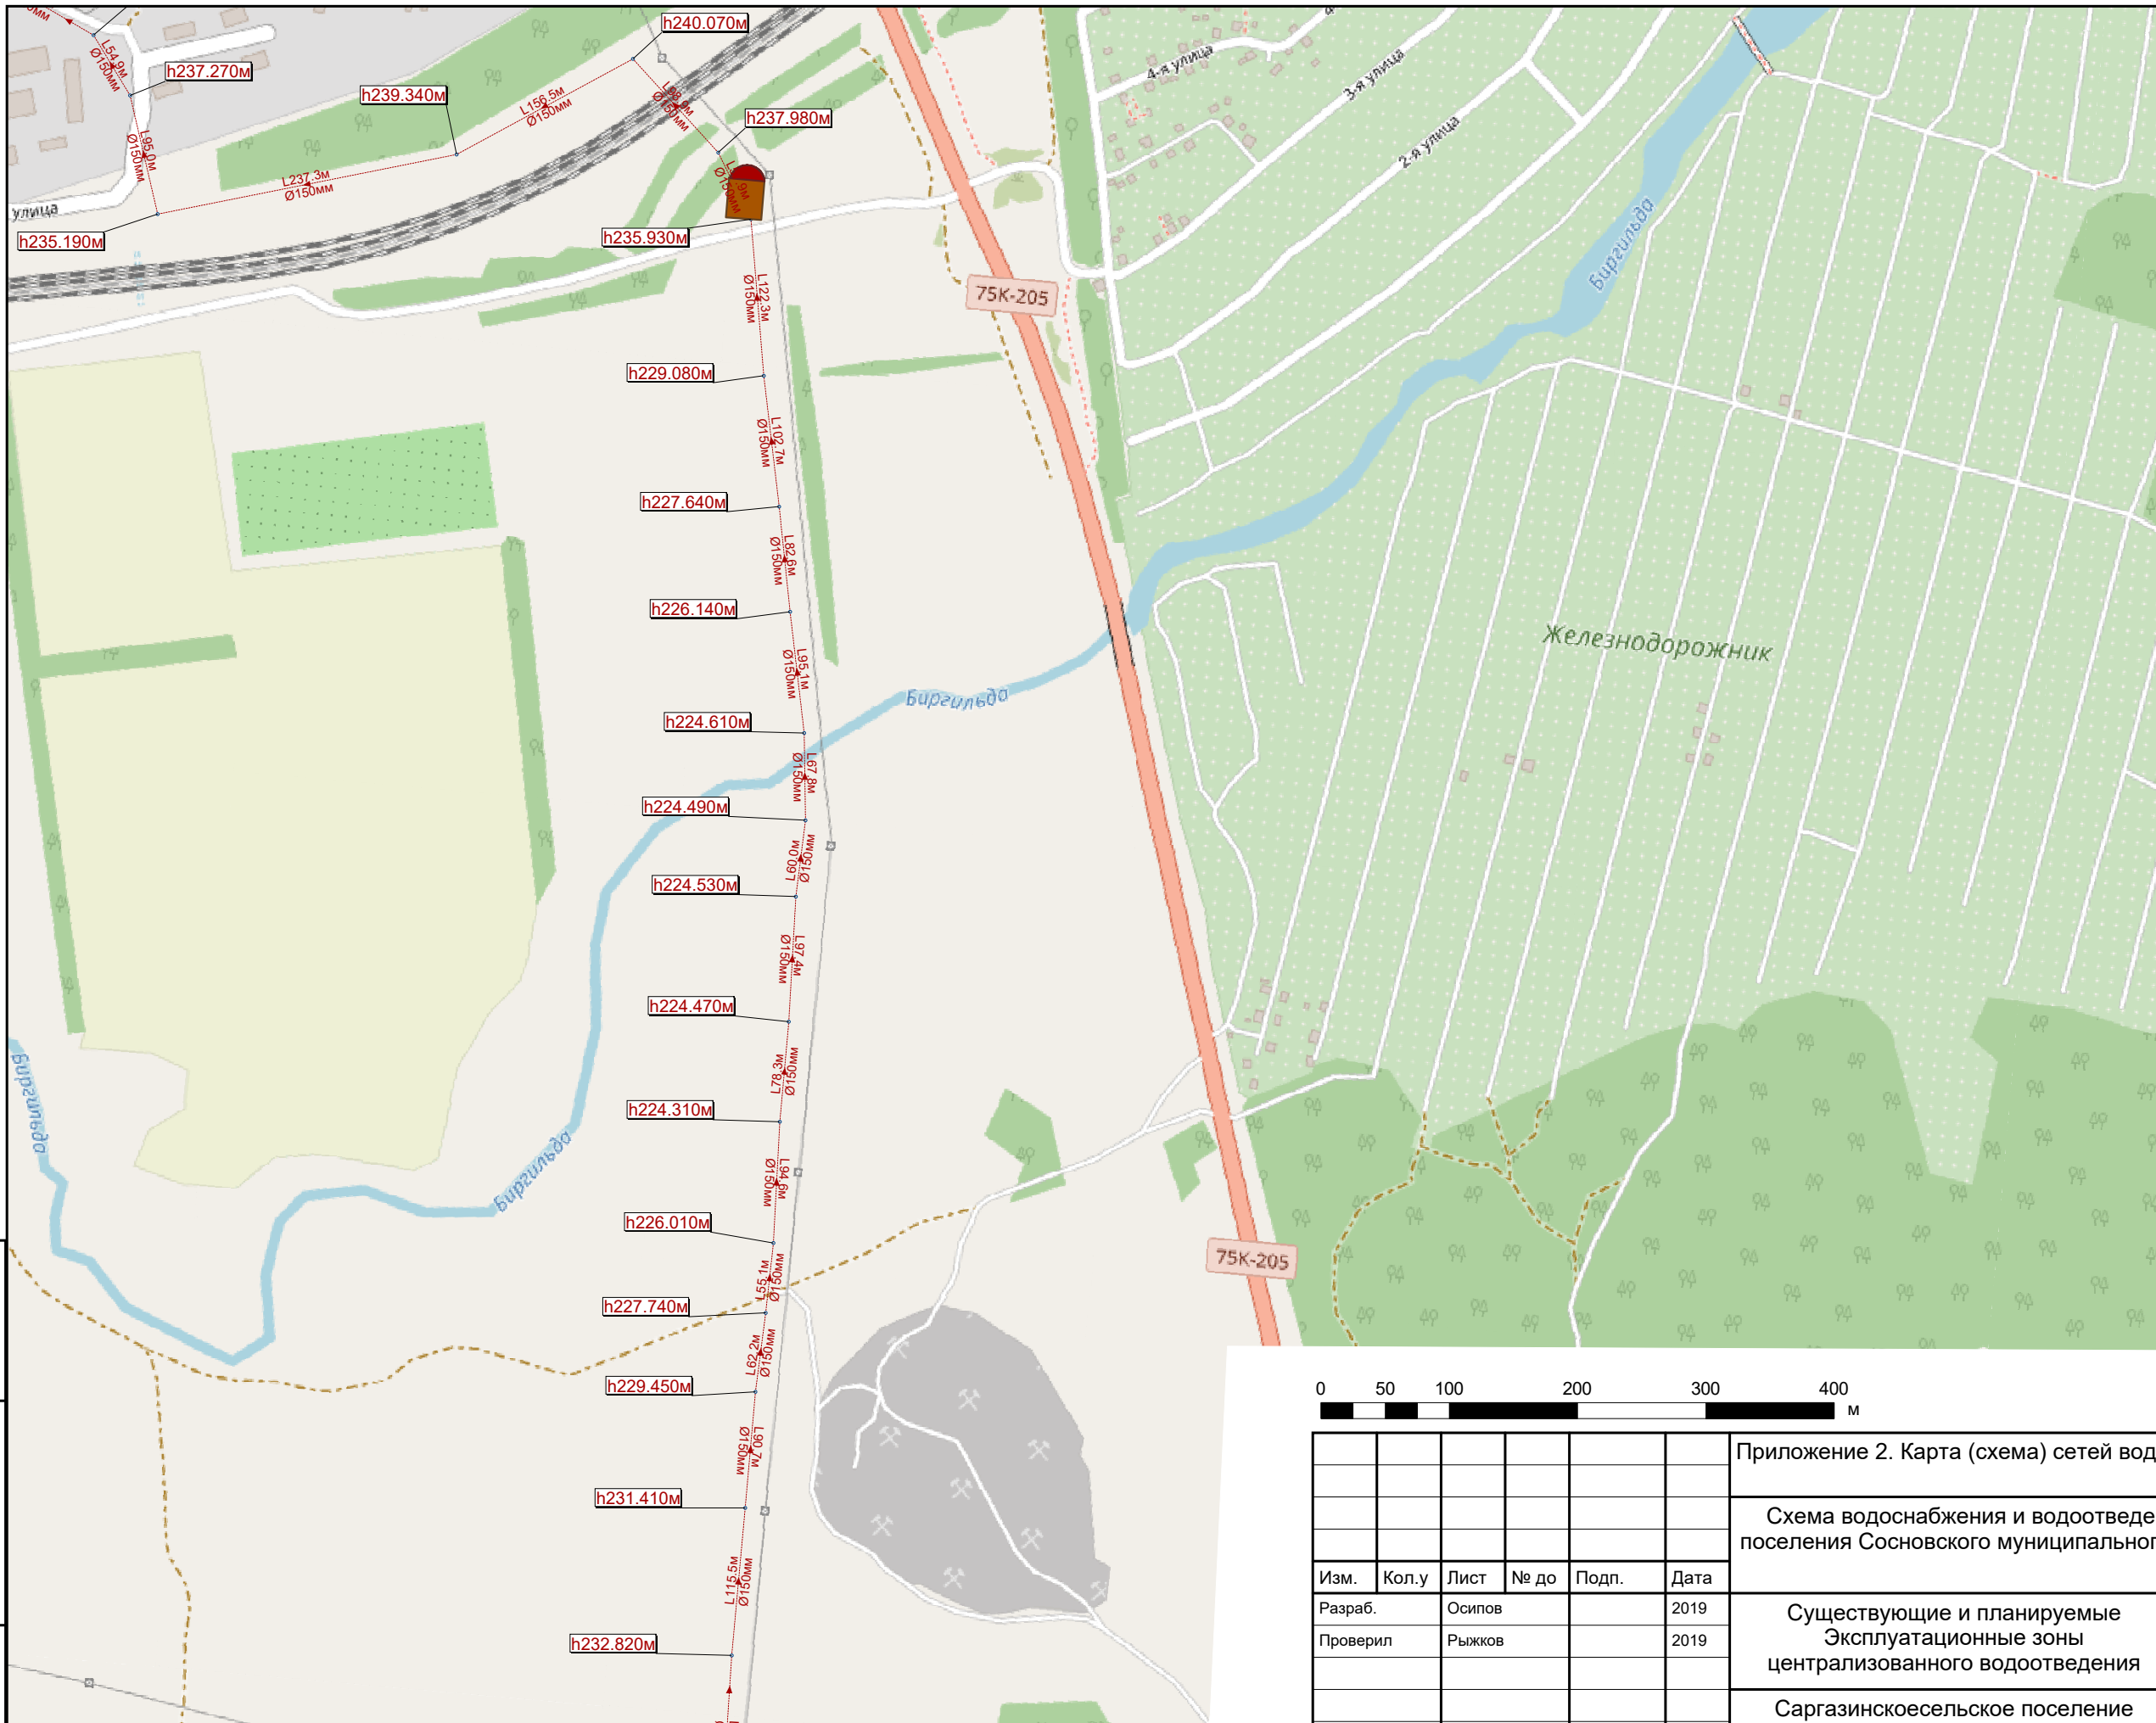 h240.070м
L54.9м
Ø150мм
h237.270м
h239.340м
L156.5м
Ø150мм
Ø150мм
h237.980м
L95.0м
Ø150мм
L237.3м
Ø150мм
Ø150мм
улица
h235.190м
h235.930м
4-я улица
3-я улица
2-я улица
Биргильда
75К-205
L122.3м
Ø150мм
h229.080м
L102.7м
Ø150мм
h227.640м
L82.6м
Ø150мм
h226.140м
L95.1м
Ø150мм
Железнодорожник
Биргильда
h224.610м
L67.8м
Ø150мм
h224.490м
L60.0м
Ø150мм
h224.530м
L97.4м
Ø150мм
h224.470м
L78.3м
Ø150мм
Биргильда
h224.310м
Биргильда
L94.6м
Ø150мм
h226.010м
75К-205
L55.1м
Ø150мм
h227.740м
L62.2м
Ø150мм
h229.450м
L90.7м
Ø150мм
h231.410м
L115.5м
Ø150мм
h232.820м
0 50 100 200 300 400
м
Приложение 2. Карта (схема) сетей вод
Схема водоснабжения и водоотведе
поселения Сосновского муниципальног
Изм. Кол.у Лист № до Подп. Дата
Разраб. Осипов 2019
Проверил Рыжков 2019
Существующие и планируемые
Эксплуатационные зоны
централизованного водоотведения
Саргазинскоесельское поселение